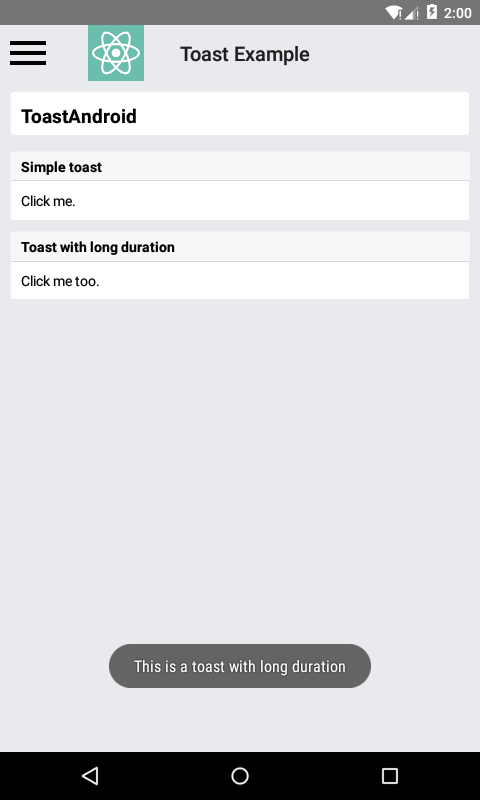 2:00
Toast Example
ToastAndroid
Simple toast
Click me.
Toast with long duration
Click me too.
This is a toast with long duration